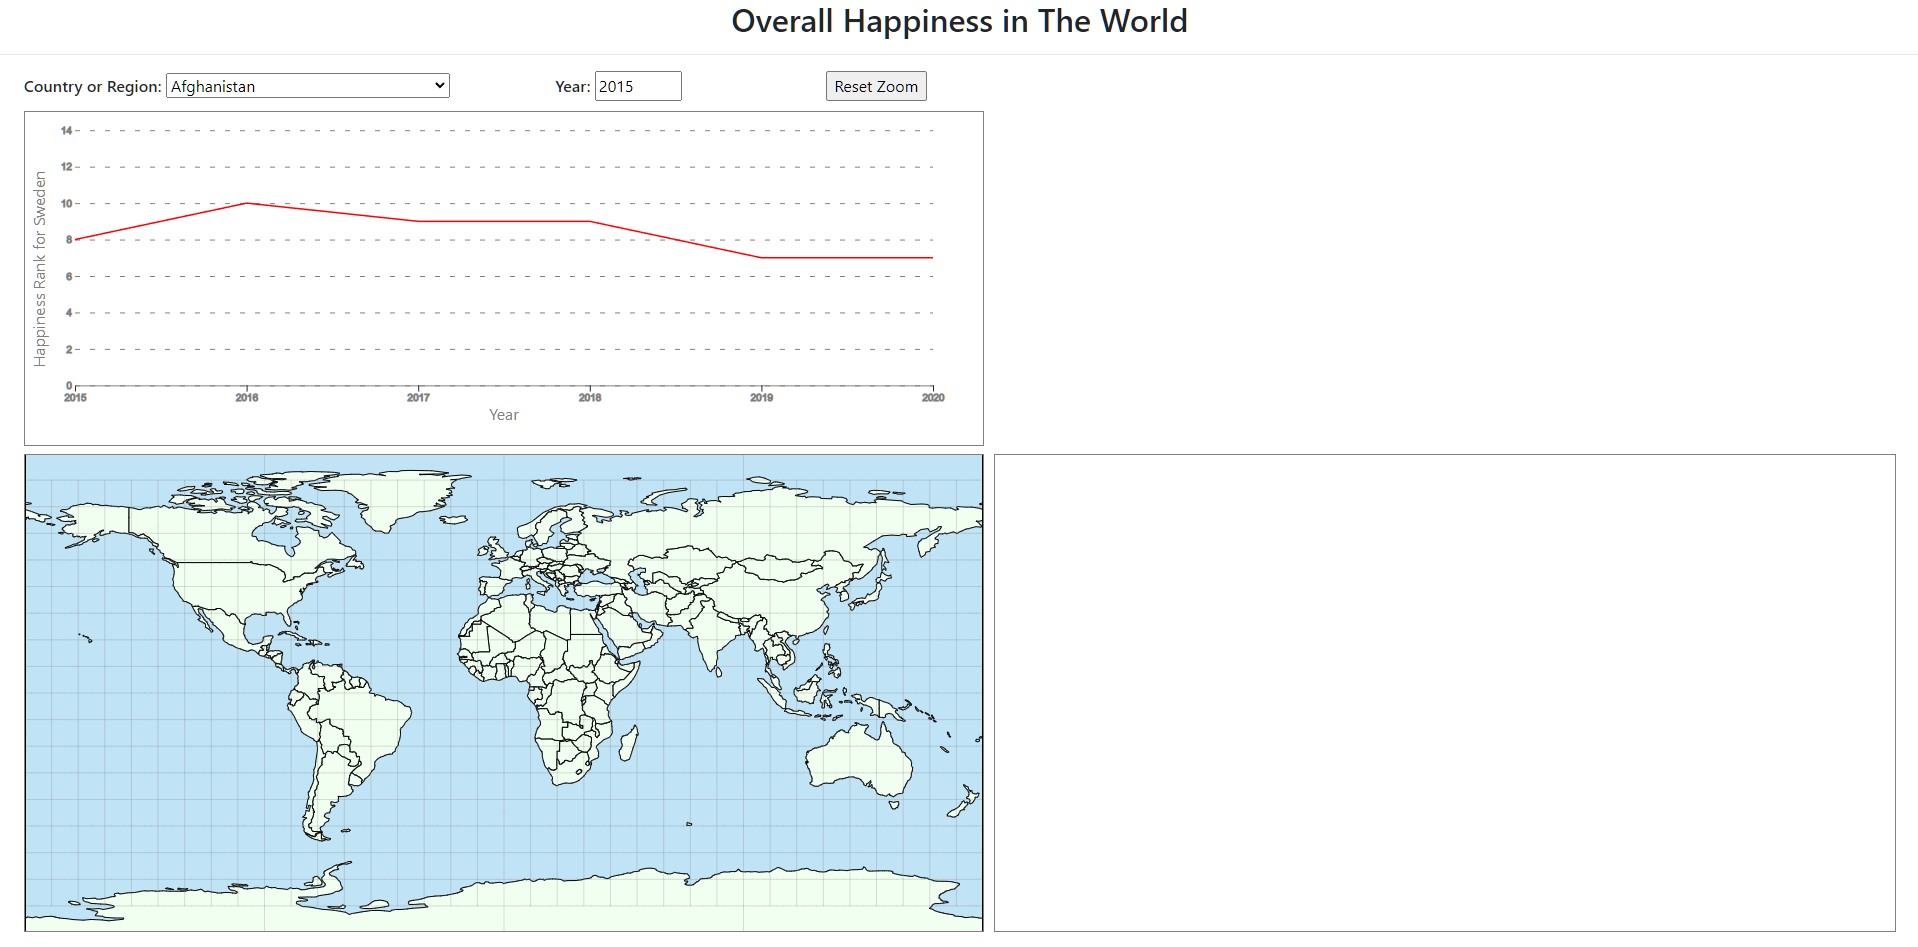 Overall Happiness in The World
Country or Region: Afghanistan Year: 2015 Reset Zoom
14
12
10
8
6
4
2
0
Happiness Rank for Sweden
2015 2016 2017 2018 2019 2020
Year